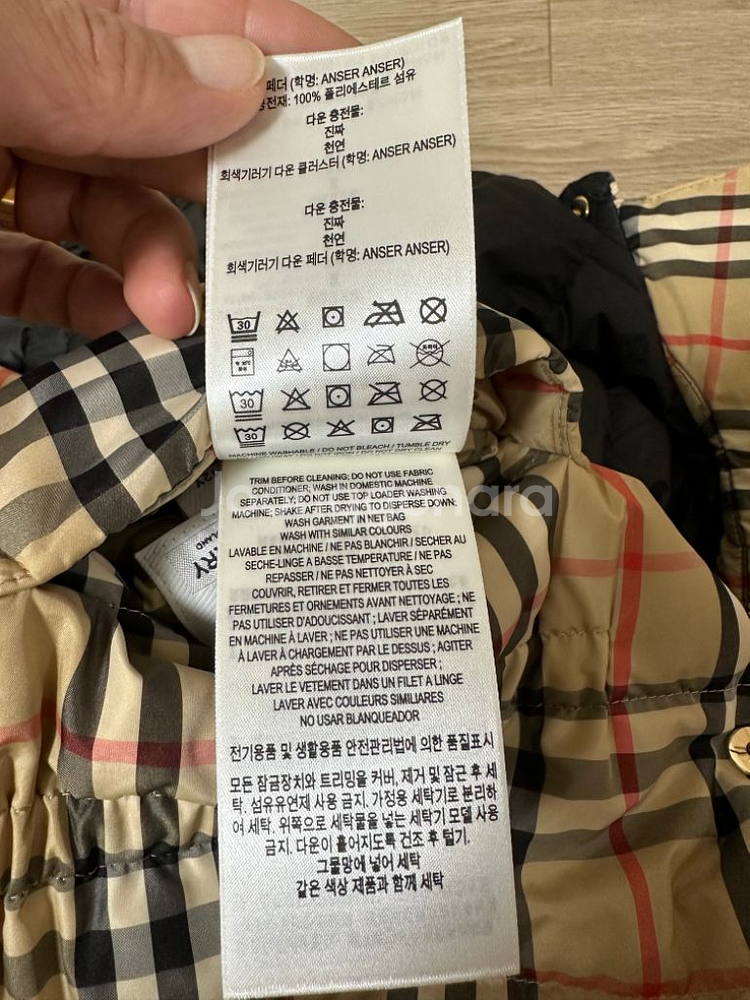 페더 (학명: ANSER ANSER)
충전재: 100% 폴리에스테르 섬유
다운 충전물:
진짜
천연
회색기러기 다운 클러스터 (학명: ANSER ANSER)
다운 충전물:
진짜
천연
회색기러기 다운 페더 (학명: ANSER ANSER)
30
30
30
MACHINE WASHABLE / DO NOT BLEACH / TUMBLE DRY
TRIM BEFORE CLEANING; DO NOT USE FABRIC
CONDITIONER; WASH IN DOMESTIC MACHINE
SEPARATELY; DO NOT USE TOP LOADER WASHING
MACHINE; SHAKE AFTER DRYING TO DISPERSE DOWN;
WASH GARMENT IN NET BAG
WASH WITH SIMILAR COLOURS
LAVABLE EN MACHINE / NE PAS BLANCHIR / SECHER AU
SECHE-LINGE A BASSE TEMPERATURE / NE PAS
REPASSER / NE PAS NETTOYER À SEC
COUVRIR, RETIRER ET FERMER TOUTES LES
FERMETURES ET ORNEMENTS AVANT NETTOYAGE ; NE
PAS UTILISER D'ADOUCISSANT ; LAVER SÉPARÉMENT
EN MACHINE À LAVER ; NE PAS UTILISER UNE MACHINE
À LAVER À CHARGEMENT PAR LE DESSUS ; AGITER
APRÈS SÉCHAGE POUR DISPERSER ;
LAVER LE VETEMENT DANS UN FILET A LINGE
LAVER AVEC COULEURS SIMILIARES
NO USAR BLANQUEADOR
전기용품 및 생활용품 안전관리법에 의한 품질표시
모든 잠금장치와 트리밍을 커버, 제거 및 잠근 후 세
탁. 섬유유연제 사용 금지. 가정용 세탁기로 분리하
여 세탁. 위쪽으로 세탁물을 넣는 세탁기 모델 사용
금지. 다운이 흩어지도록 건조 후 털기.
그물망에 넣어 세탁
같은 색상 제품과 함께 세탁